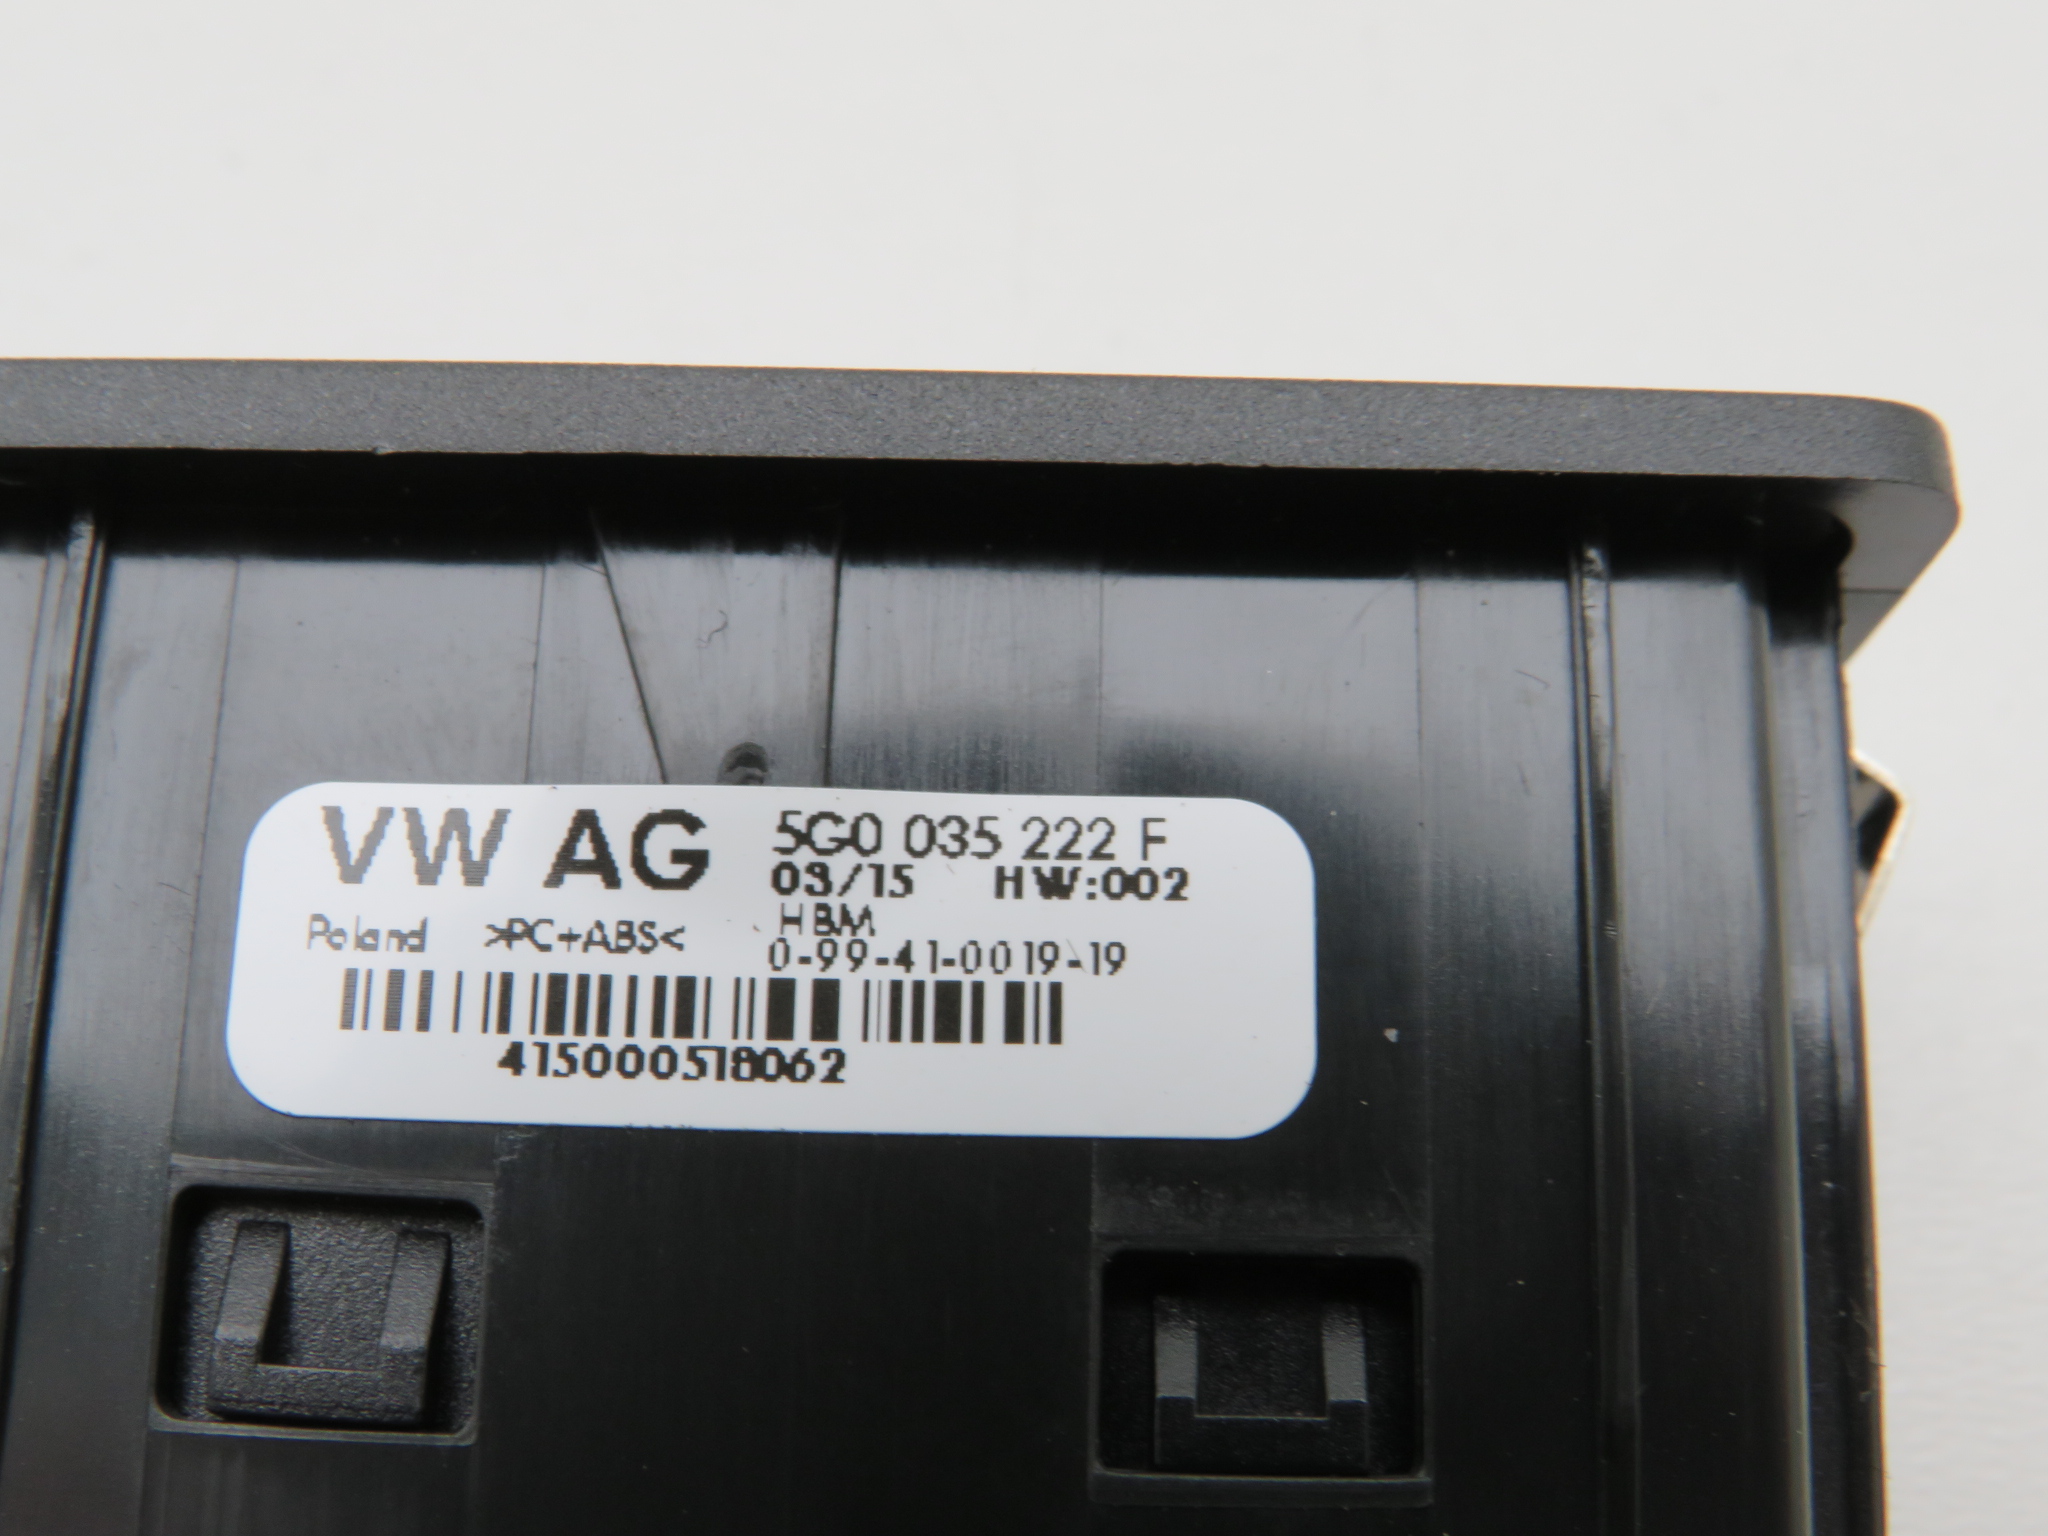 VW AG 5G0 035 222 F
03/15 HW:002
Poland >PC+ABS< HBM
0-99-41-0019-19
415000518062